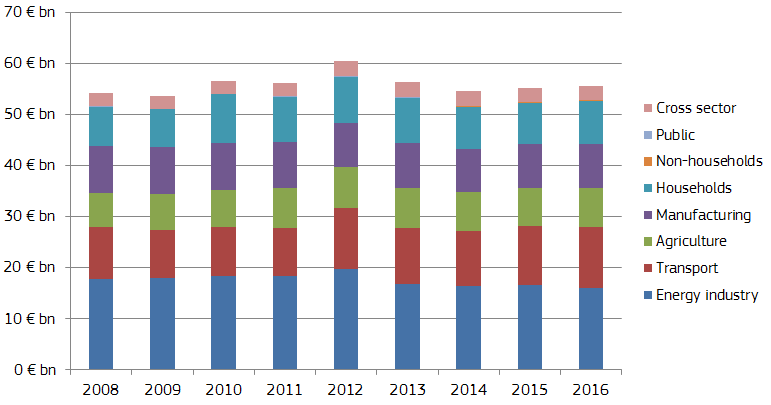 70 € bn
60 € bn
50 € bn
40 € bn
30 € bn
20 € bn
10 € bn
0 € bn
2008 2009 2010 2011 2012 2013 2014 2015 2016
Cross sector
Public
Non-households
Households
Manufacturing
Agriculture
Transport
Energy industry